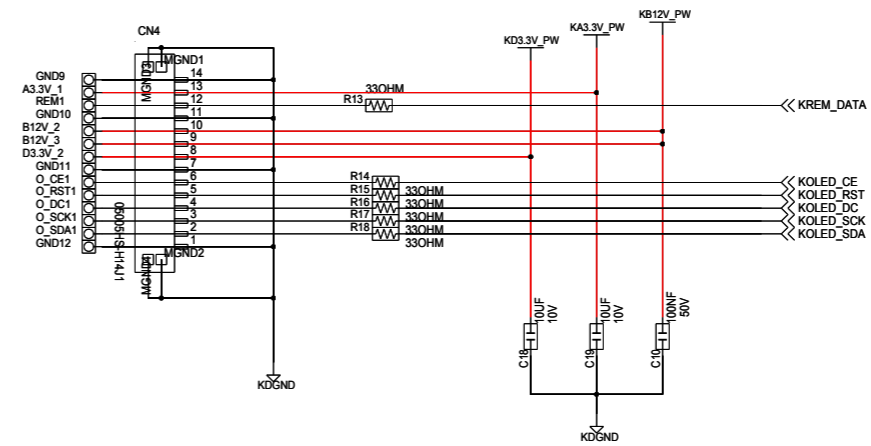 KB12V_PW
KA3.3V_PW
KD3.3V_PW
CN4
MGND1
MGND3
GND9 14
A3.3V_1 13 33OHM
REM1 12 R13 KREM_DATA
GND10 11
B12V_2 10
B12V_3 9
D3.3V_2 8
GND11 7
O_CE1 6 R14 KOLED_CE
O_RST1 5 R15 33OHM KOLED_RST
O_DC1 4 R16 33OHM KOLED_DC
O_SCK1 3 R17 33OHM KOLED_SCK
O_SDA1 2 R18 33OHM KOLED_SDA
GND12 1 33OHM
MGND2
05005HS-H14J1
10UF 10V C18
10UF 10V C19
100NF 50V C10
KDGND
KDGND